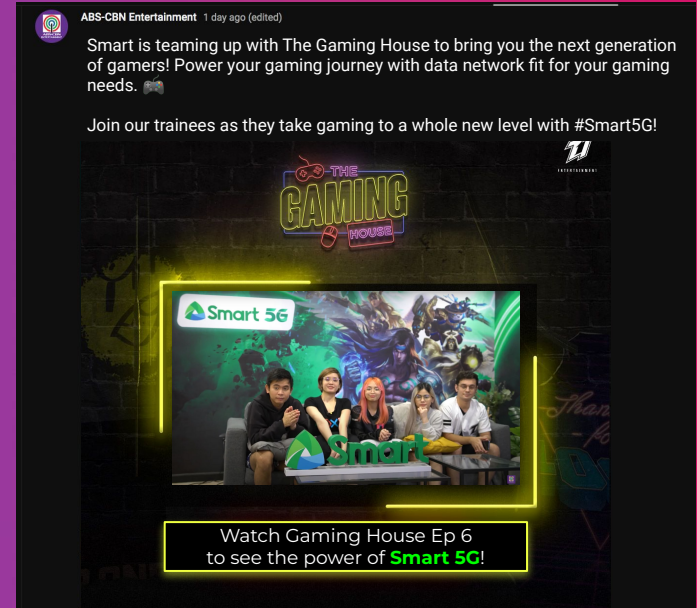 ABS-CBN Entertainment 1 day ago (edited)
Smart is teaming up with The Gaming House to bring you the next generation
of gamers! Power your gaming journey with data network fit for your gaming
needs. 🎮
Join our trainees as they take gaming to a whole new level with #Smart5G!
ENTERTAINMENT
THE
GAMING
HOUSE
Smart 5G
Smart
Watch Gaming House Ep 6
to see the power of Smart 5G!